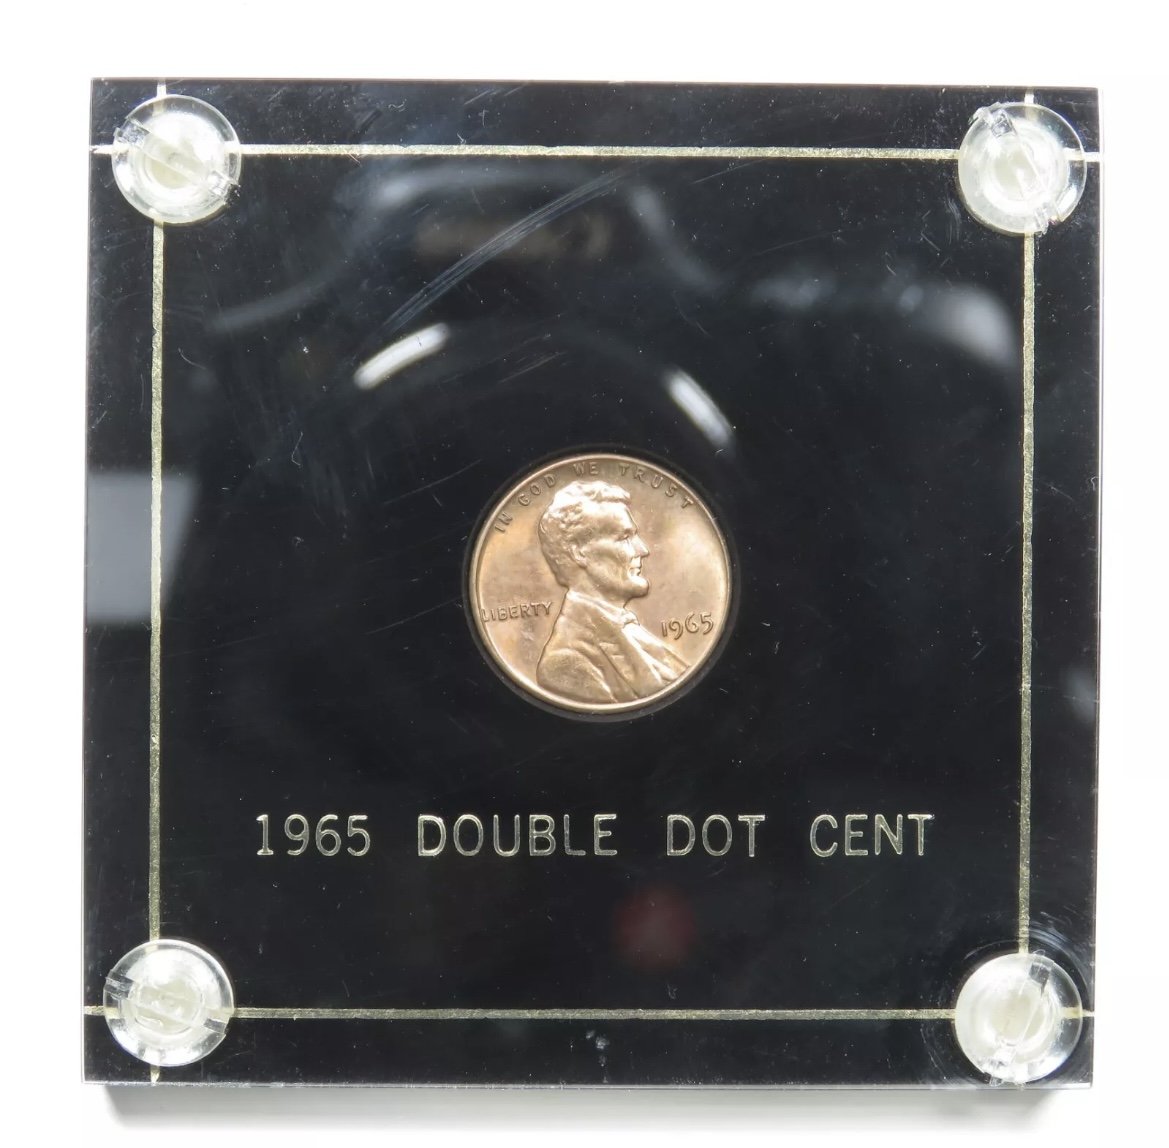 IN GOD WE TRUST
LIBERTY
1965
1965 DOUBLE DOT CENT